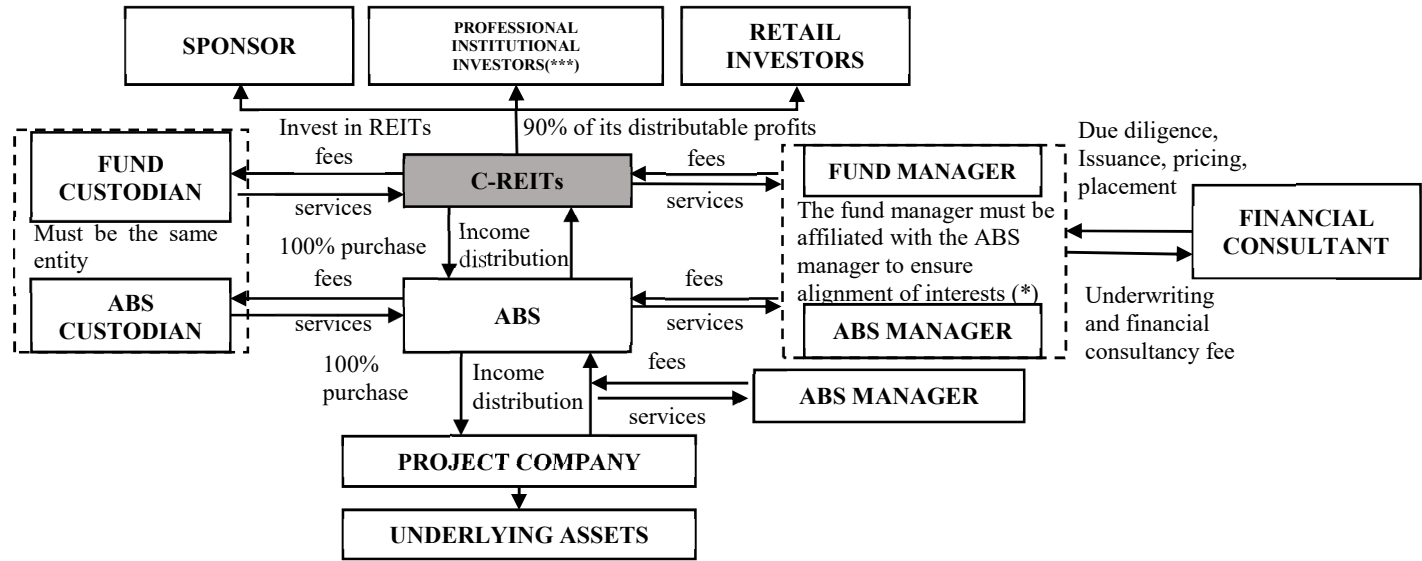 SPONSOR
PROFESSIONAL
INSTITUTIONAL
INVESTORS(***)
RETAIL
INVESTORS
Invest in REITs
90% of its distributable profits
FUND
CUSTODIAN
fees
services
C-REITs
fees
services
FUND MANAGER
Due diligence,
Issuance, pricing,
placement
Must be the same
entity
100% purchase
Income
distribution
The fund manager must be
affiliated with the ABS
manager to ensure
alignment of interests (*)
FINANCIAL
CONSULTANT
ABS
CUSTODIAN
fees
services
ABS
fees
services
ABS MANAGER
Underwriting
and financial
consultancy fee
100%
purchase
Income
distribution
fees
services
ABS MANAGER
PROJECT COMPANY
UNDERLYING ASSETS